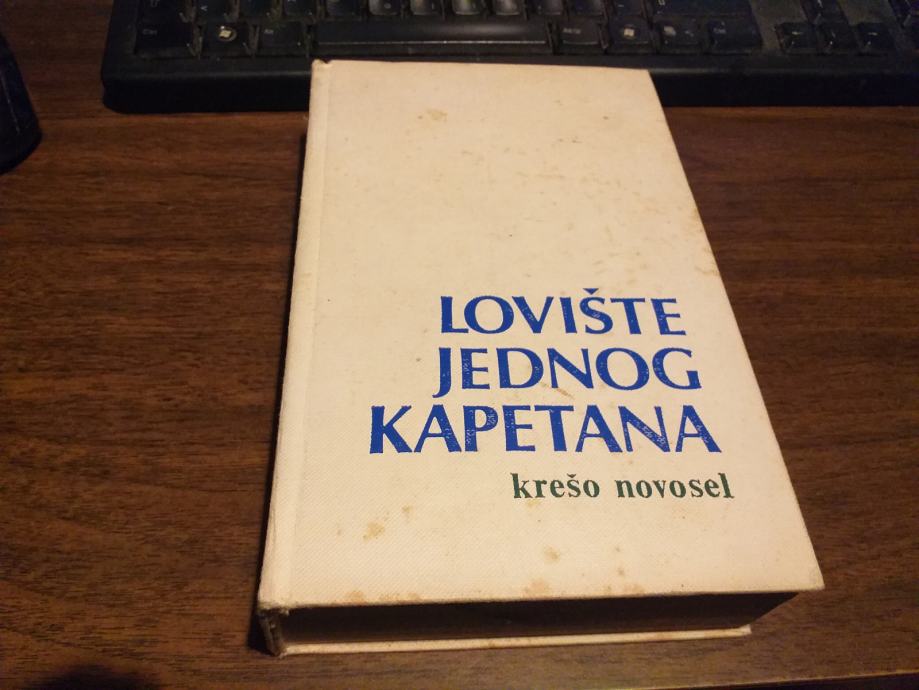 LOVIŠTE
JEDNOG
KAPETANA
krešo novosel